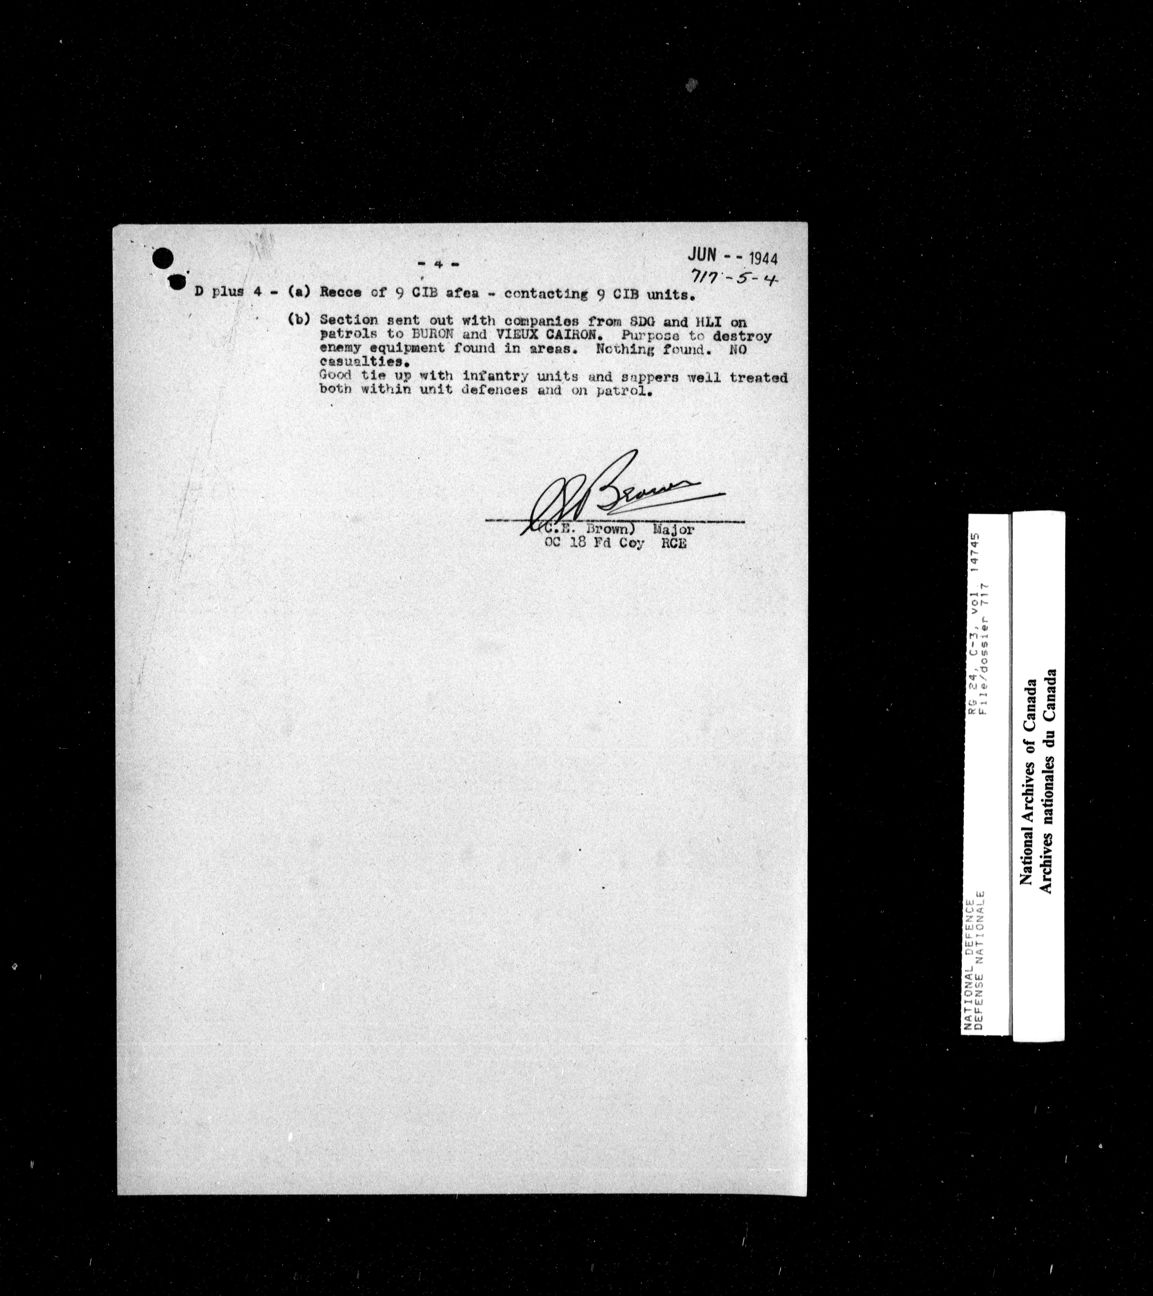 - 4 -
JUN -- 1944
717-5-4
D plus 4 - (a) Recce of 9 CIB afea - contacting 9 CIB units.
(b) Section sent out with companies from SDG and HLI on
patrols to BURON and VIEUX CAIRON. Purpose to destroy
enemy equipment found in areas. Nothing found. NO
casualties.
Good tie up with infantry units and sappers well treated
both within unit defences and on patrol.
CE Brown
(C.E. Brown) Major
OC 18 Fd Coy RCE
NATIONAL DEFENCE RG 24, C-3, vol. 14745
DEFENSE NATIONALE File/dossier 717
National Archives of Canada
Archives nationales du Canada